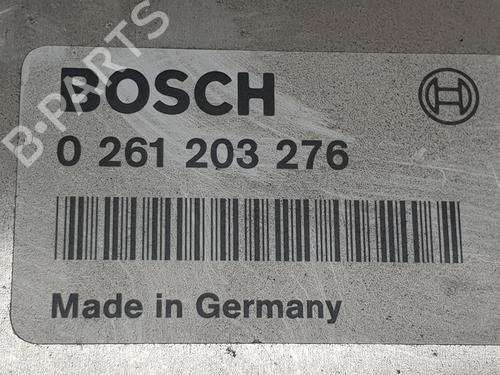 B-PARTS
BOSCH
0 261 203 276
Made in Germany